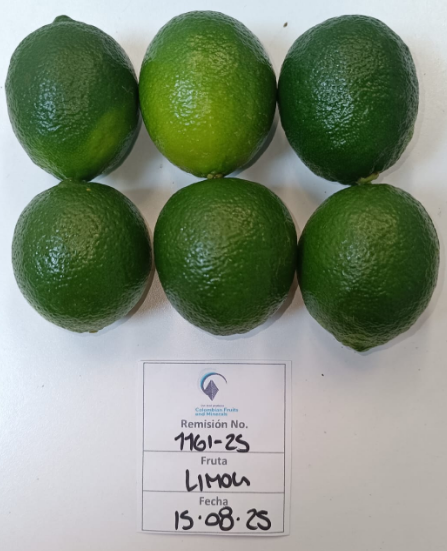 Colombian Fruits
and Minerals
Remisión No.
1161-25
Fruta
LIMON
Fecha
15.08.25